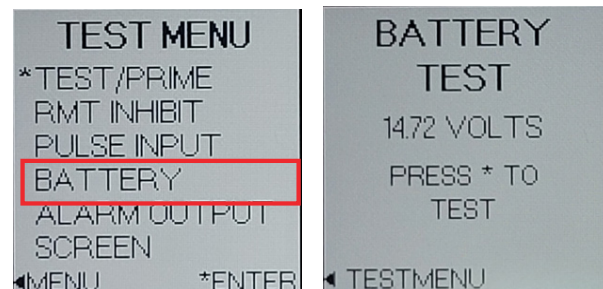 TEST MENU
*TEST/PRIME
RMT INHIBIT
PULSE INPUT
BATTERY
ALARM OUTPUT
SCREEN
◀MENU *ENTER
BATTERY
TEST
14.72 VOLTS
PRESS * TO
TEST
◀ TESTMENU